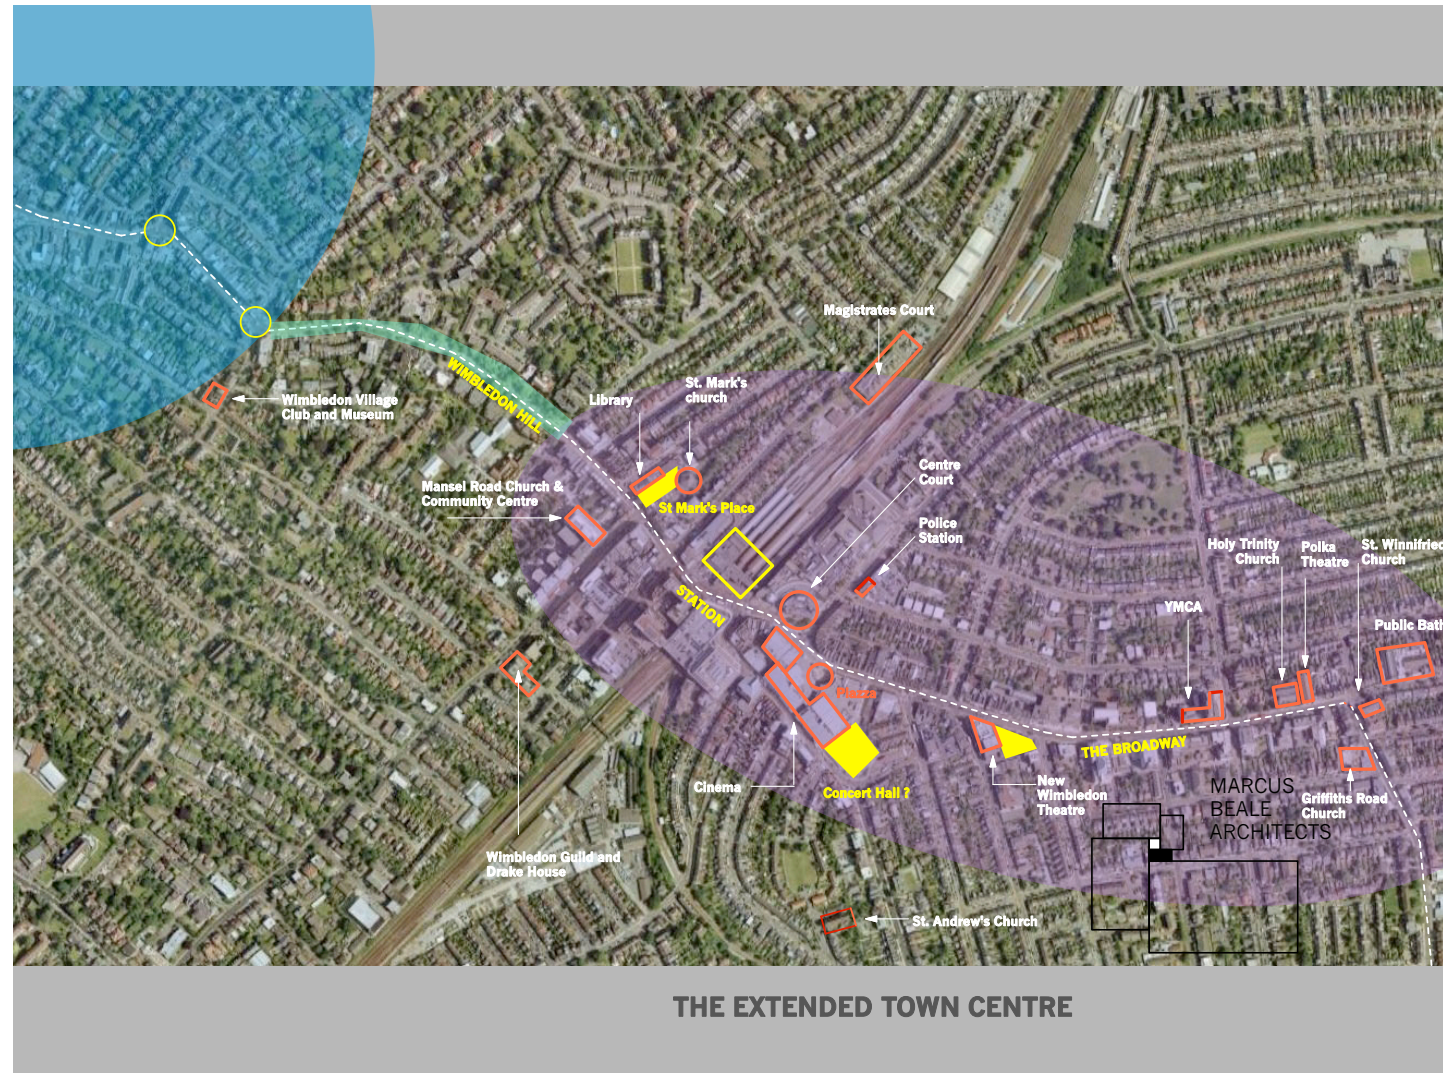 Magistrates Court
St. Mark's
church
Library
WIMBLEDON HILL
Wimbledon Village
Club and Museum
Mansel Road Church &
Community Centre
St Mark's Place
Centre
Court
Police
Station
Holy Trinity
Church
Polka
Theatre
St. Winnifried
Church
YMCA
Public Bath
STATION
Piazza
THE BROADWAY
Cinema
Concert Hall ?
New
Wimbledon
Theatre
MARCUS
BEALE
ARCHITECTS
Griffiths Road
Church
Wimbledon Guild and
Drake House
St. Andrew's Church
THE EXTENDED TOWN CENTRE